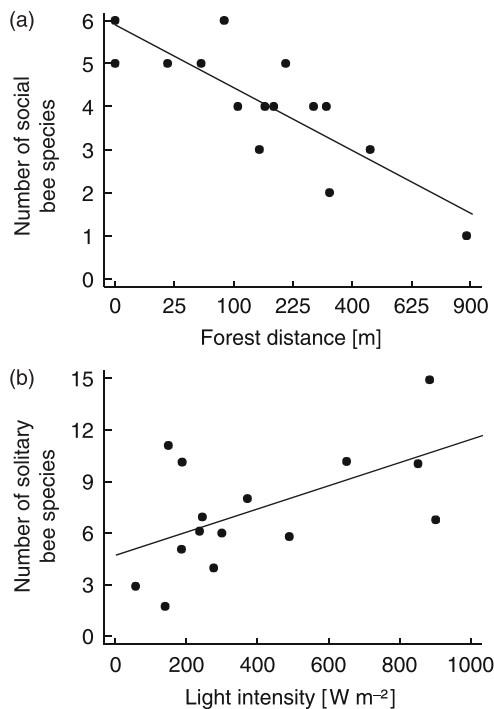 (a)
Number of social
bee species
6
5
4
3
2
1
0
0 25 100 225 400 625 900
Forest distance [m]
(b)
Number of solitary
bee species
15
12
9
6
3
0
0 200 400 600 800 1000
Light intensity [W m⁻²]